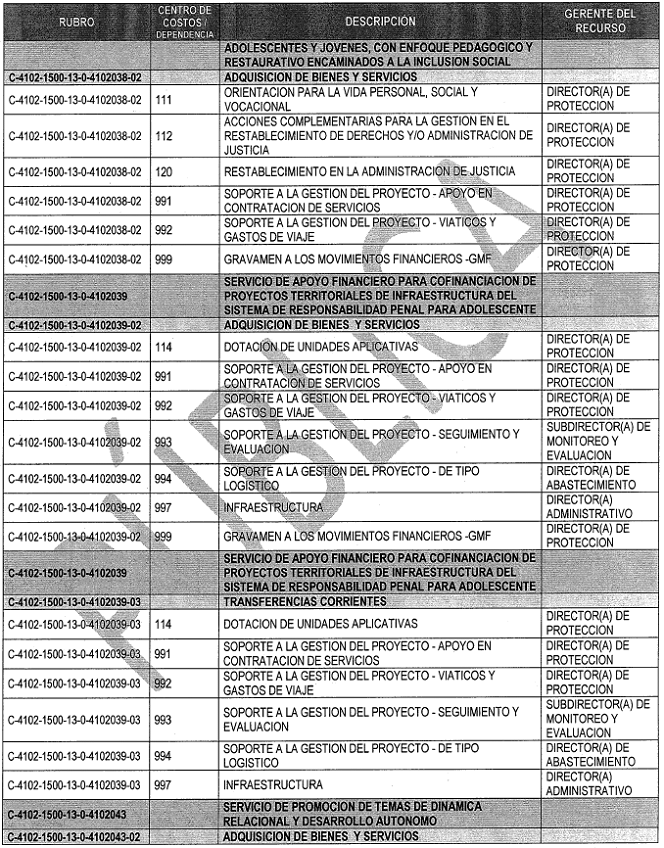 RUBRO CENTRO DE COSTOS / DEPENDENCIA DESCRIPCIÓN GERENTE DEL RECURSO
ADOLESCENTES Y JOVENES, CON ENFOQUE PEDAGOGICO Y
RESTAURATIVO ENCAMINADOS A LA INCLUSION SOCIAL
C-4102-1500-13-0-4102038-02 ADQUISICION DE BIENES Y SERVICIOS
C-4102-1500-13-0-4102038-02 111 ORIENTACION PARA LA VIDA PERSONAL, SOCIAL Y VOCACIONAL DIRECTOR(A) DE PROTECCION
C-4102-1500-13-0-4102038-02 112 ACCIONES COMPLEMENTARIAS PARA LA GESTION EN EL RESTABLECIMIENTO DE DERECHOS Y/O ADMINISTRACION DE JUSTICIA DIRECTOR(A) DE PROTECCION
C-4102-1500-13-0-4102038-02 120 RESTABLECIMIENTO EN LA ADMINISTRACION DE JUSTICIA DIRECTOR(A) DE PROTECCION
C-4102-1500-13-0-4102038-02 991 SOPORTE A LA GESTION DEL PROYECTO - APOYO EN CONTRATACION DE SERVICIOS DIRECTOR(A) DE PROTECCION
C-4102-1500-13-0-4102038-02 992 SOPORTE A LA GESTION DEL PROYECTO - VIATICOS Y GASTOS DE VIAJE DIRECTOR(A) DE PROTECCION
C-4102-1500-13-0-4102038-02 999 GRAVAMEN A LOS MOVIMIENTOS FINANCIEROS -GMF DIRECTOR(A) DE PROTECCION
C-4102-1500-13-0-4102039 SERVICIO DE APOYO FINANCIERO PARA COFINANCIACION DE PROYECTOS TERRITORIALES DE INFRAESTRUCTURA DEL SISTEMA DE RESPONSABILIDAD PENAL PARA ADOLESCENTE
C-4102-1500-13-0-4102039-02 ADQUISICION DE BIENES Y SERVICIOS
C-4102-1500-13-0-4102039-02 114 DOTACION DE UNIDADES APLICATIVAS DIRECTOR(A) DE PROTECCION
C-4102-1500-13-0-4102039-02 991 SOPORTE A LA GESTION DEL PROYECTO - APOYO EN CONTRATACION DE SERVICIOS DIRECTOR(A) DE PROTECCION
C-4102-1500-13-0-4102039-02 992 SOPORTE A LA GESTION DEL PROYECTO - VIATICOS Y GASTOS DE VIAJE DIRECTOR(A) DE PROTECCION
C-4102-1500-13-0-4102039-02 993 SOPORTE A LA GESTION DEL PROYECTO - SEGUIMIENTO Y EVALUACION SUBDIRECTOR(A) DE MONITOREO Y EVALUACION
C-4102-1500-13-0-4102039-02 994 SOPORTE A LA GESTION DEL PROYECTO - DE TIPO LOGISTICO DIRECTOR(A) DE ABASTECIMIENTO
C-4102-1500-13-0-4102039-02 997 INFRAESTRUCTURA DIRECTOR(A) ADMINISTRATIVO
C-4102-1500-13-0-4102039-02 999 GRAVAMEN A LOS MOVIMIENTOS FINANCIEROS -GMF DIRECTOR(A) DE PROTECCION
C-4102-1500-13-0-4102039 SERVICIO DE APOYO FINANCIERO PARA COFINANCIACION DE PROYECTOS TERRITORIALES DE INFRAESTRUCTURA DEL SISTEMA DE RESPONSABILIDAD PENAL PARA ADOLESCENTE
C-4102-1500-13-0-4102039-03 TRANSFERENCIAS CORRIENTES
C-4102-1500-13-0-4102039-03 114 DOTACION DE UNIDADES APLICATIVAS DIRECTOR(A) DE PROTECCION
C-4102-1500-13-0-4102039-03 991 SOPORTE A LA GESTION DEL PROYECTO - APOYO EN CONTRATACION DE SERVICIOS DIRECTOR(A) DE PROTECCION
C-4102-1500-13-0-4102039-03 992 SOPORTE A LA GESTION DEL PROYECTO - VIATICOS Y GASTOS DE VIAJE DIRECTOR(A) DE PROTECCION
C-4102-1500-13-0-4102039-03 993 SOPORTE A LA GESTION DEL PROYECTO - SEGUIMIENTO Y EVALUACION SUBDIRECTOR(A) DE MONITOREO Y EVALUACION
C-4102-1500-13-0-4102039-03 994 SOPORTE A LA GESTION DEL PROYECTO - DE TIPO LOGISTICO DIRECTOR(A) DE ABASTECIMIENTO
C-4102-1500-13-0-4102039-03 997 INFRAESTRUCTURA DIRECTOR(A) ADMINISTRATIVO
C-4102-1500-13-0-4102043 SERVICIO DE PROMOCION DE TEMAS DE DINAMICA RELACIONAL Y DESARROLLO AUTONOMO
C-4102-1500-13-0-4102043-02 ADQUISICION DE BIENES Y SERVICIOS
PÚBLICA